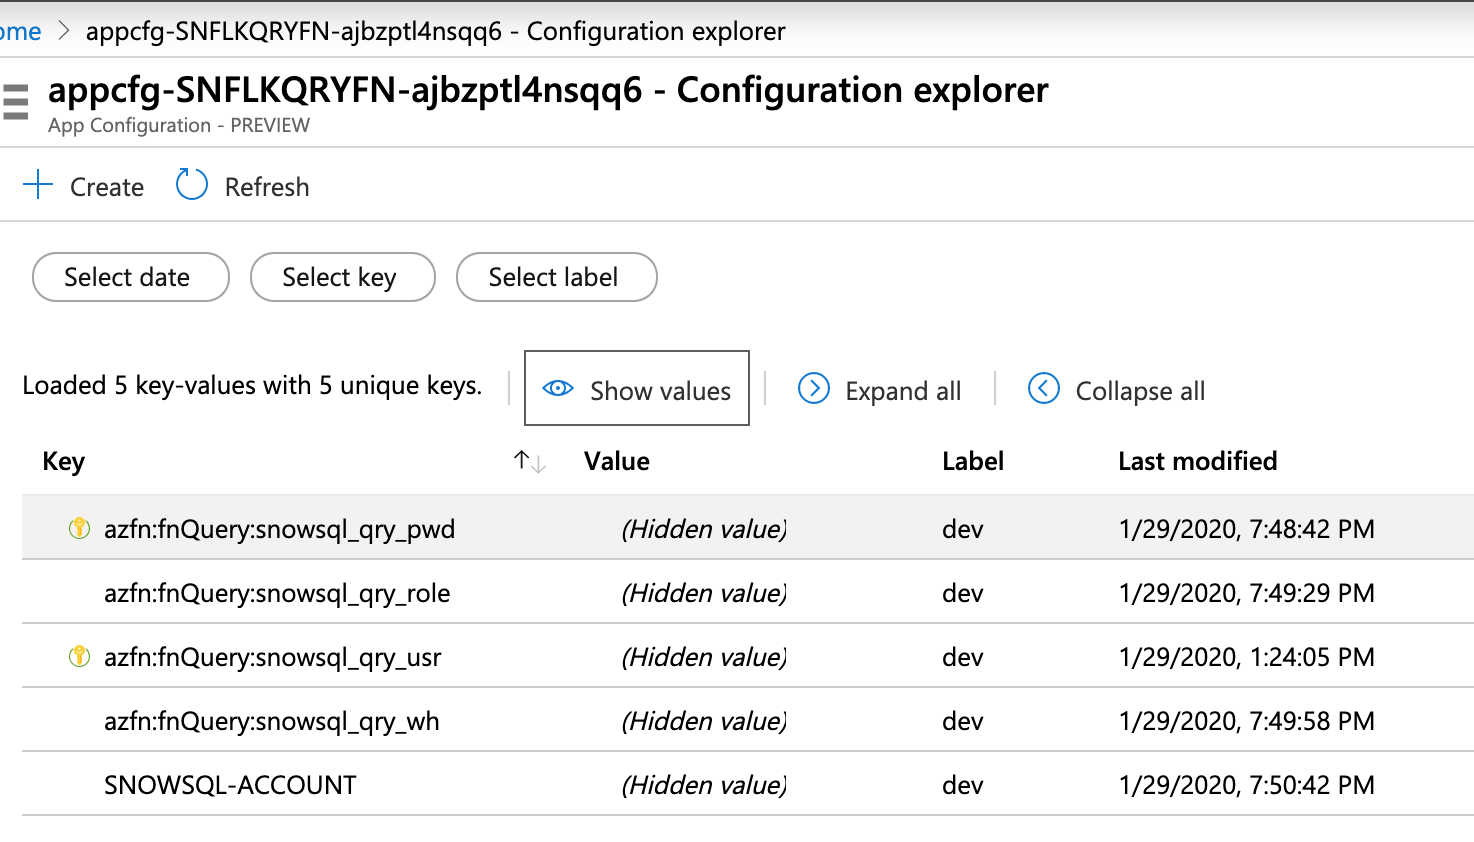 ome > appcfg-SNFLKQRYFN-ajbzptl4nsqq6 - Configuration explorer
appcfg-SNFLKQRYFN-ajbzptl4nsqq6 - Configuration explorer
App Configuration - PREVIEW
Create Refresh
Select date Select key Select label
Loaded 5 key-values with 5 unique keys. Show values Expand all Collapse all
Key Value Label Last modified
azfn:fnQuery:snowsql_qry_pwd (Hidden value) dev 1/29/2020, 7:48:42 PM
azfn:fnQuery:snowsql_qry_role (Hidden value) dev 1/29/2020, 7:49:29 PM
azfn:fnQuery:snowsql_qry_usr (Hidden value) dev 1/29/2020, 1:24:05 PM
azfn:fnQuery:snowsql_qry_wh (Hidden value) dev 1/29/2020, 7:49:58 PM
SNOWSQL-ACCOUNT (Hidden value) dev 1/29/2020, 7:50:42 PM